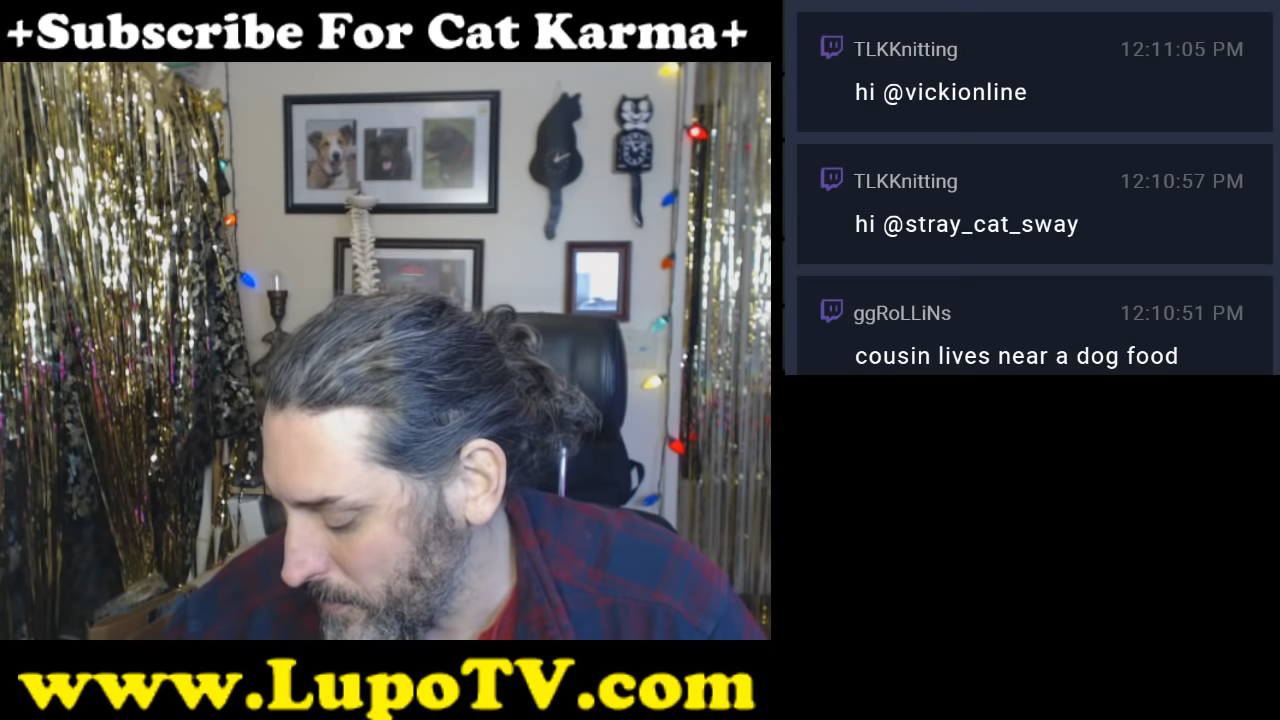 +Subscribe For Cat Karma+
TLKKnitting 12:11:05 PM
hi @vickionline
TLKKnitting 12:10:57 PM
hi @stray_cat_sway
ggRoLLiNs 12:10:51 PM
cousin lives near a dog food
www.LupoTV.com